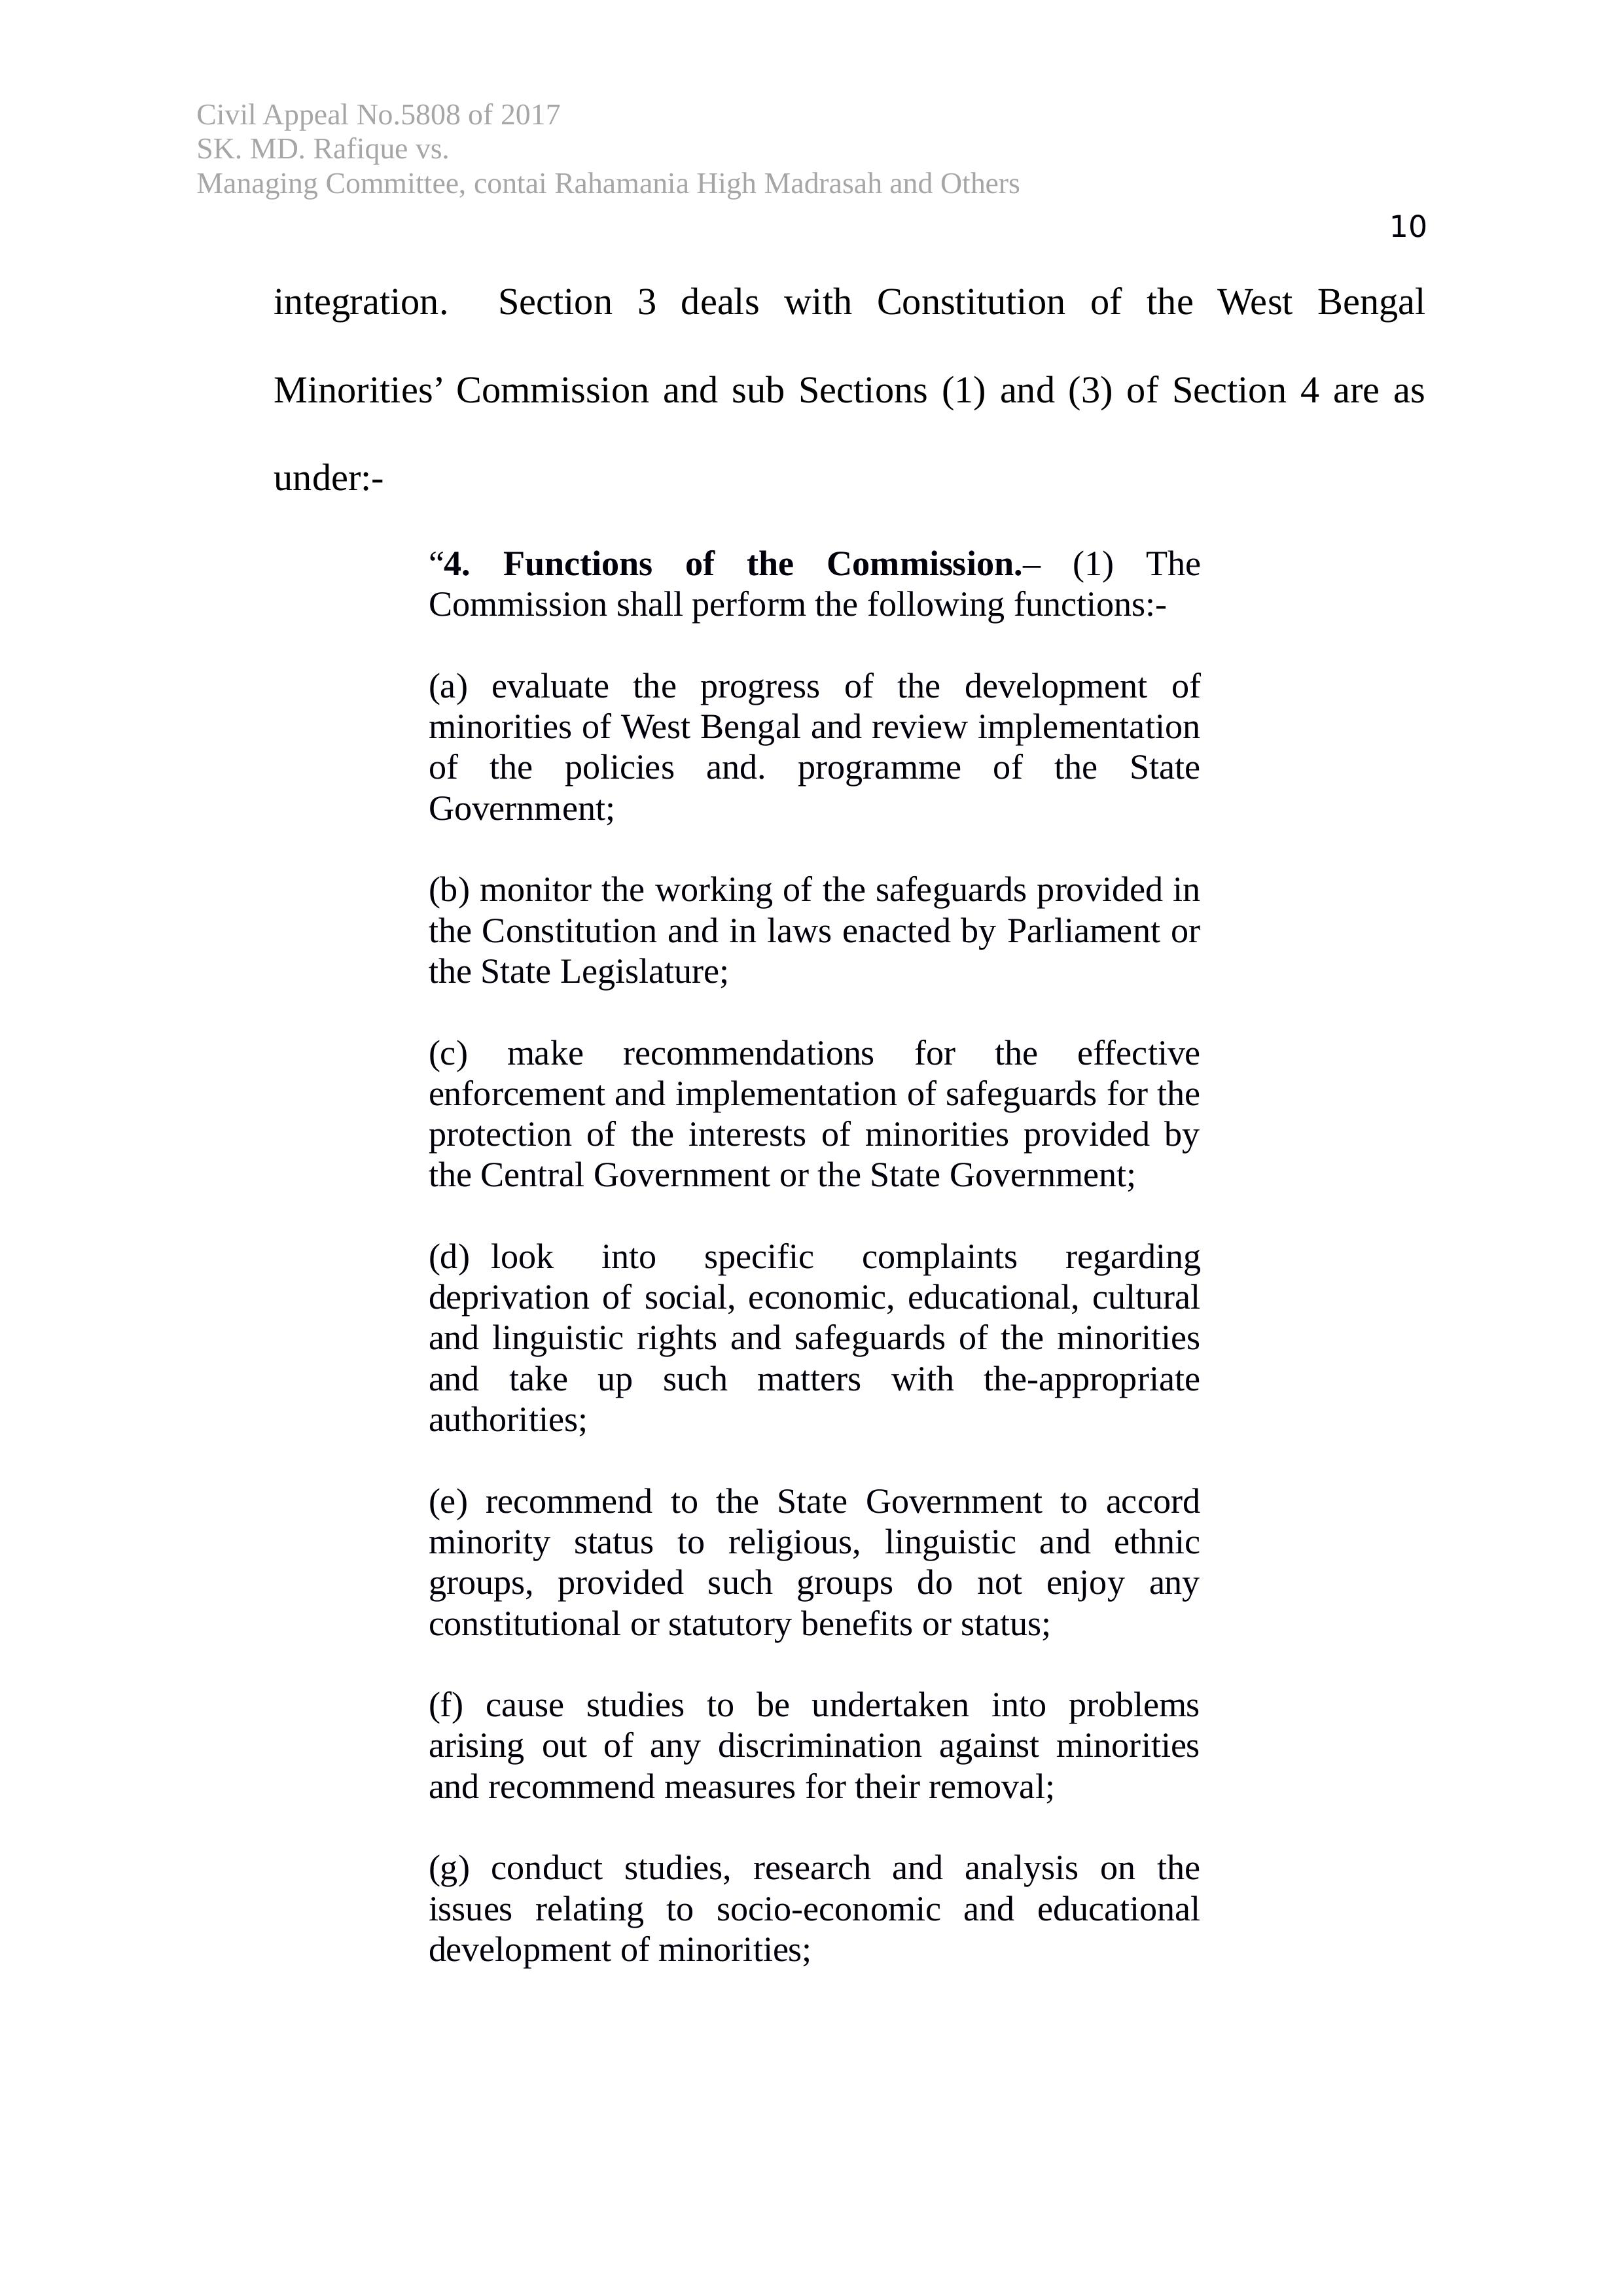 Civil Appeal No.5808 of 2017
SK. MD. Rafique vs.
Managing Committee, contai Rahamania High Madrasah and Others
10
integration. Section 3 deals with Constitution of the West Bengal
Minorities’ Commission and sub Sections (1) and (3) of Section 4 are as
under:-
“4. Functions of the Commission.– (1) The
Commission shall perform the following functions:-
(a) evaluate the progress of the development of
minorities of West Bengal and review implementation
of the policies and. programme of the State
Government;
(b) monitor the working of the safeguards provided in
the Constitution and in laws enacted by Parliament or
the State Legislature;
(c) make recommendations for the effective
enforcement and implementation of safeguards for the
protection of the interests of minorities provided by
the Central Government or the State Government;
(d) look into specific complaints regarding
deprivation of social, economic, educational, cultural
and linguistic rights and safeguards of the minorities
and take up such matters with the-appropriate
authorities;
(e) recommend to the State Government to accord
minority status to religious, linguistic and ethnic
groups, provided such groups do not enjoy any
constitutional or statutory benefits or status;
(f) cause studies to be undertaken into problems
arising out of any discrimination against minorities
and recommend measures for their removal;
(g) conduct studies, research and analysis on the
issues relating to socio-economic and educational
development of minorities;